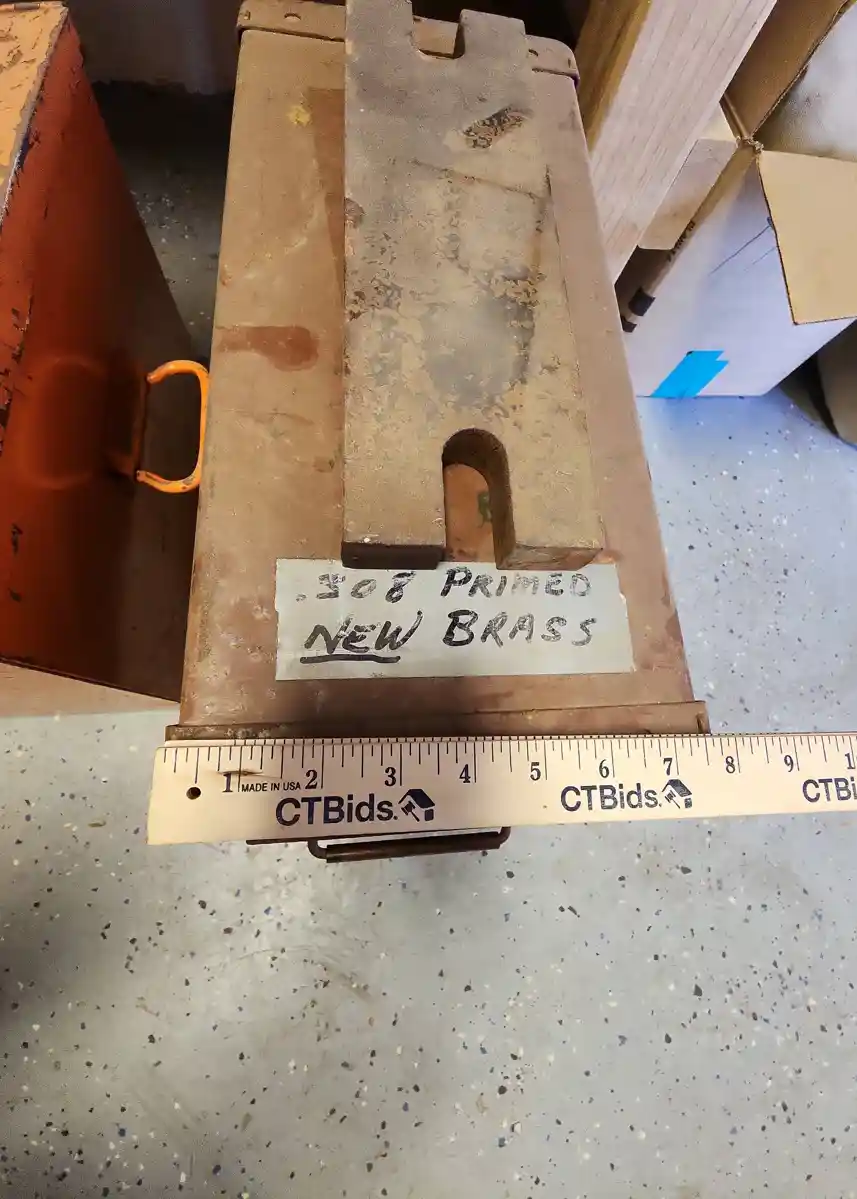 .308 PRIMED
NEW BRASS
1 MADE IN USA 2 3 4 5 6 7 8 9 1
CTBids. CTBids. CTBi